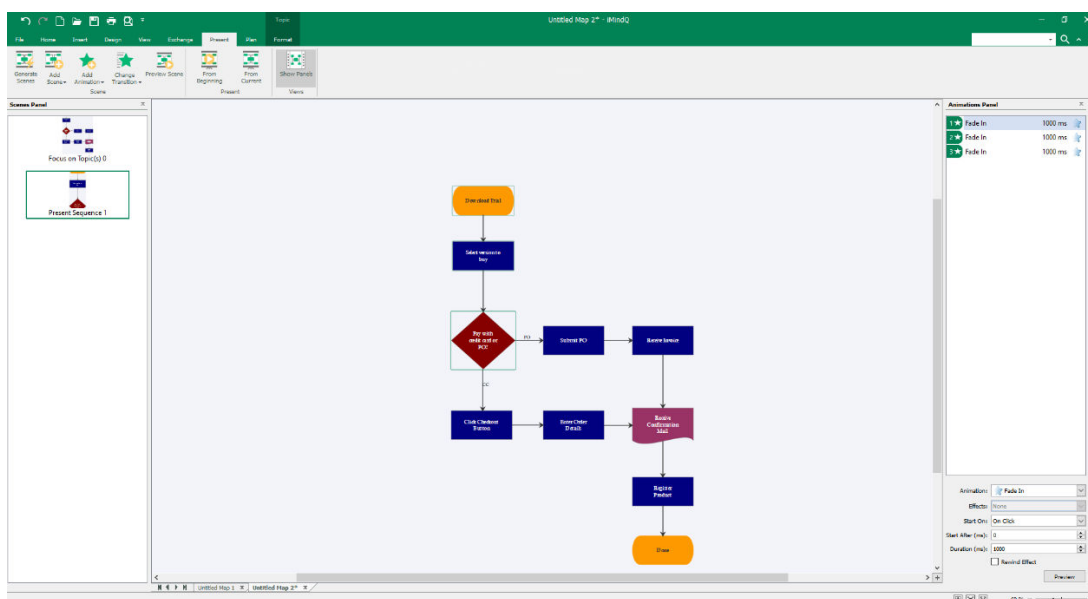 Topic
Untitled Map 2* - iMindQ
File Home Insert Design View Exchange Present Plan Format
Generate Scenes
Add Scene
Add Animation
Change Transition
Preview Scene
From Beginning
From Current
Show Panels
Scene
Present
Views
Scenes Panel
Focus on Topic(s) 0
Present Sequence 1
Download Trail
Select version to
buy
Pay with
credit card or
PO?
PO
Submit PO
Receive Invoice
CC
Click Checkout
Button
Enter Order
Details
Receive
Confirmation
Mail
Register
Product
Done
Untitled Map 1
Untitled Map 2*
Animations Panel
1 Fade In 1000 ms
2 Fade In 1000 ms
3 Fade In 1000 ms
Animation: Fade In
Effects: None
Start On: On Click
Start After (ms): 0
Duration (ms): 1000
Rewind Effect
Preview